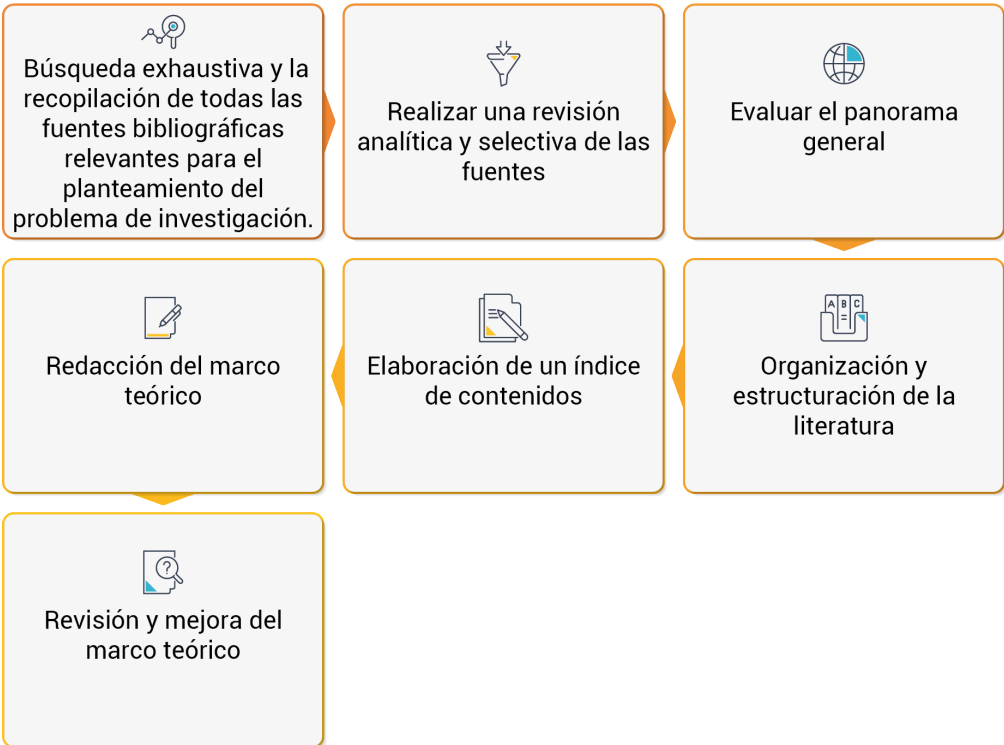 Búsqueda exhaustiva y la
recopilación de todas las
fuentes bibliográficas
relevantes para el
planteamiento del
problema de investigación.
Realizar una revisión
analítica y selectiva de las
fuentes
Evaluar el panorama
general
A B C
Organización y
estructuración de la
literatura
Elaboración de un índice
de contenidos
Redacción del marco
teórico
?
Revisión y mejora del
marco teórico